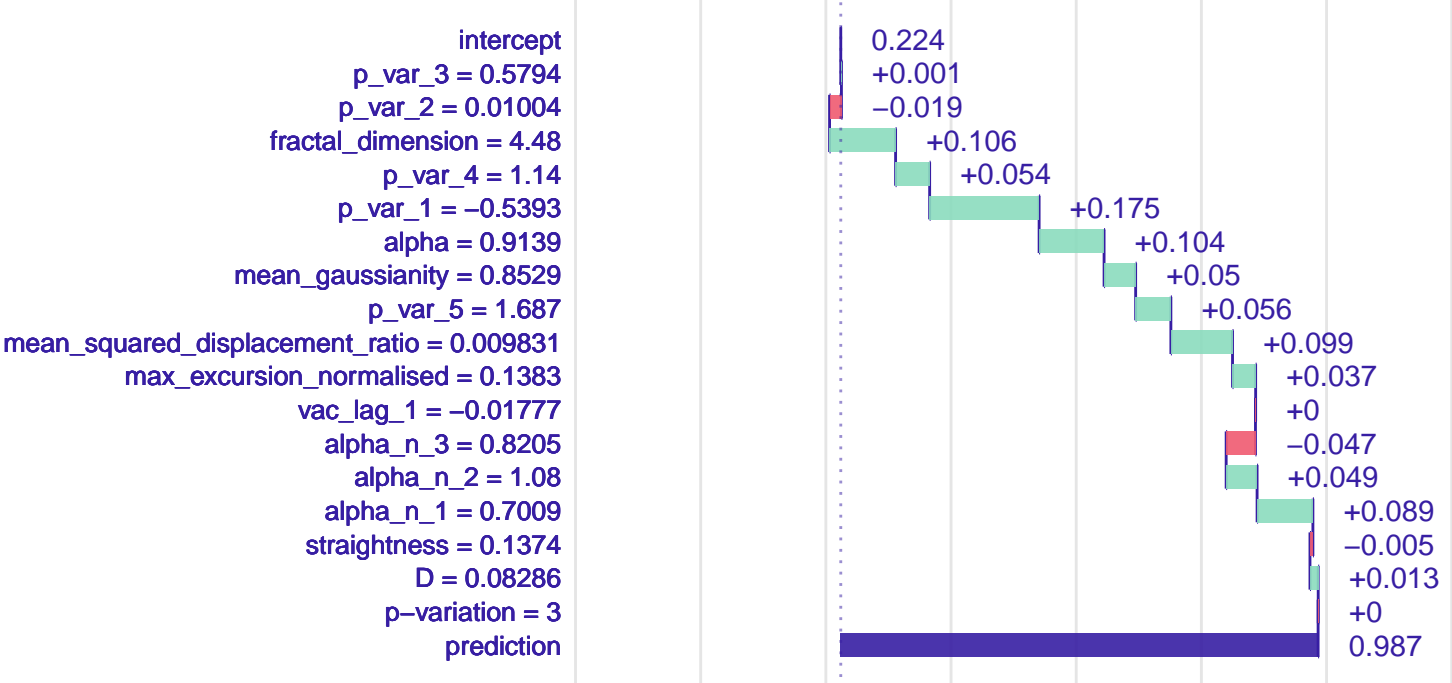 intercept 0.224
p_var_3 = 0.5794 +0.001
p_var_2 = 0.01004 −0.019
fractal_dimension = 4.48 +0.106
p_var_4 = 1.14 +0.054
p_var_1 = −0.5393 +0.175
alpha = 0.9139 +0.104
mean_gaussianity = 0.8529 +0.05
p_var_5 = 1.687 +0.056
mean_squared_displacement_ratio = 0.009831 +0.099
max_excursion_normalised = 0.1383 +0.037
vac_lag_1 = −0.01777 +0
alpha_n_3 = 0.8205 −0.047
alpha_n_2 = 1.08 +0.049
alpha_n_1 = 0.7009 +0.089
straightness = 0.1374 −0.005
D = 0.08286 +0.013
p−variation = 3 +0
prediction 0.987